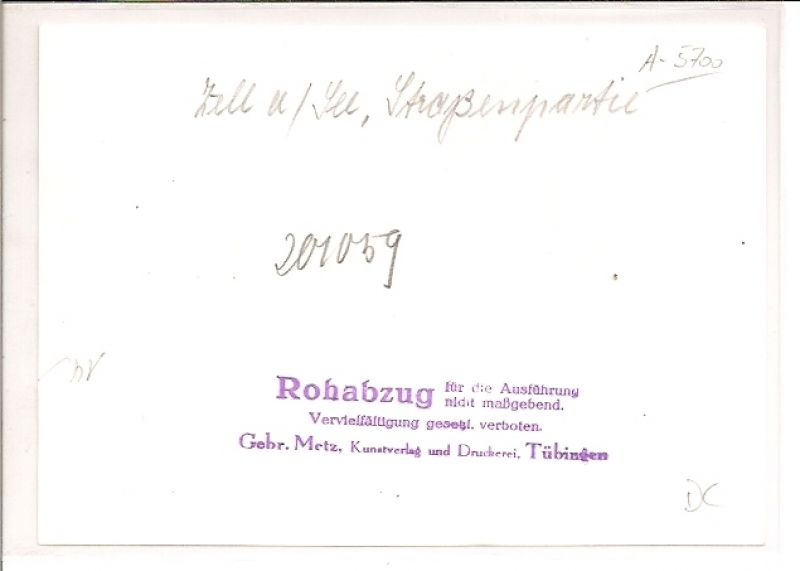 A-5700
Zell a/See, Straßenpartie
201059
Rohabzug für die Ausführung
nicht maßgebend.
Vervielfältigung gesetzl. verboten.
Gebr. Metz, Kunstverlag und Druckerei, Tübingen
DC